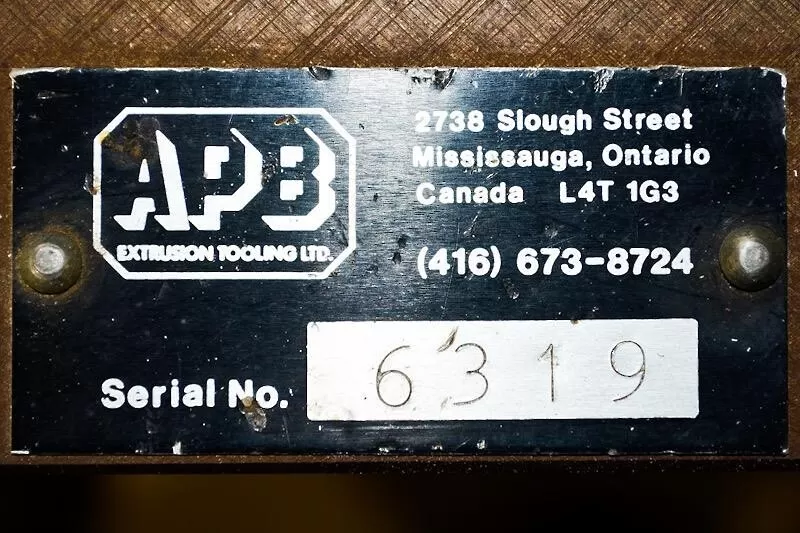 APB
EXTRUSION TOOLING LTD.
2738 Slough Street
Mississauga, Ontario
Canada L4T 1G3
(416) 673-8724
Serial No. 6319